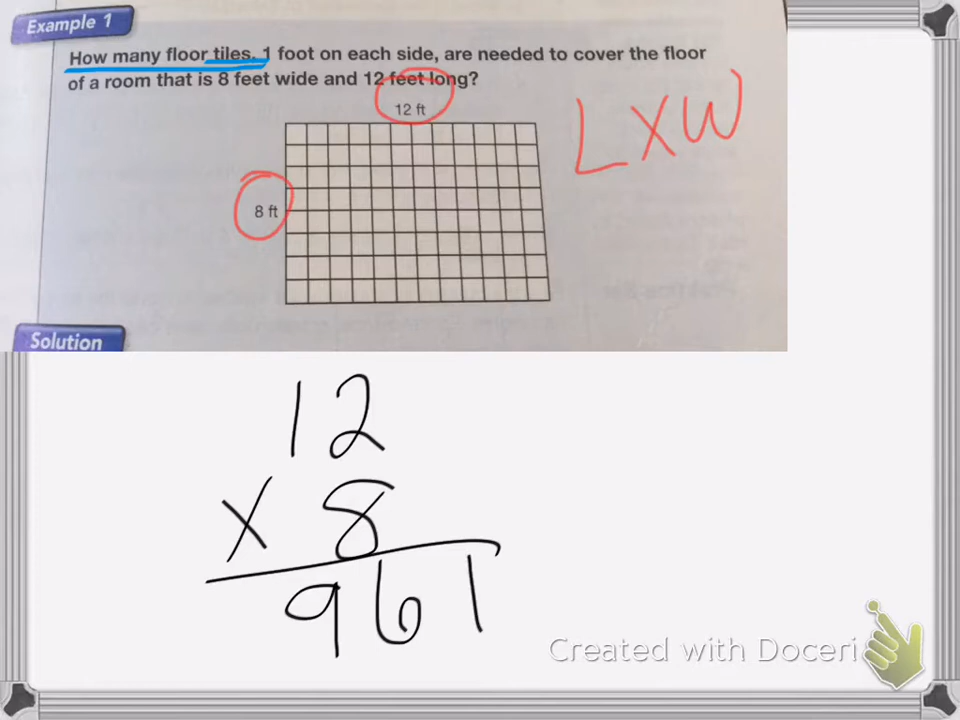 Example 1
How many floor tiles. 1 foot on each side, are needed to cover the floor
of a room that is 8 feet wide and 12 feet long?
12 ft
L X W
8 ft
Solution
12
X 8
961
Created with Doceri